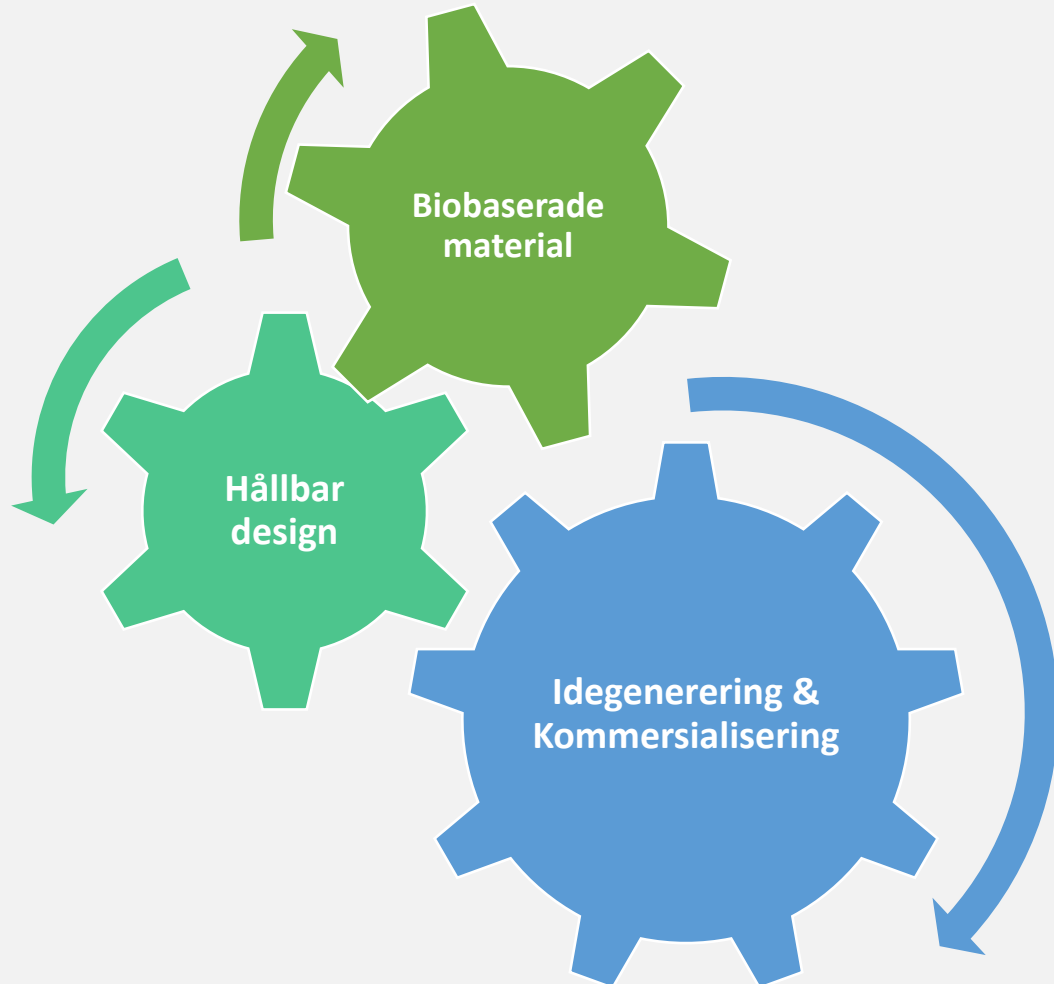 Biobaserade
material
Hållbar
design
Idegenerering &
Kommersialisering